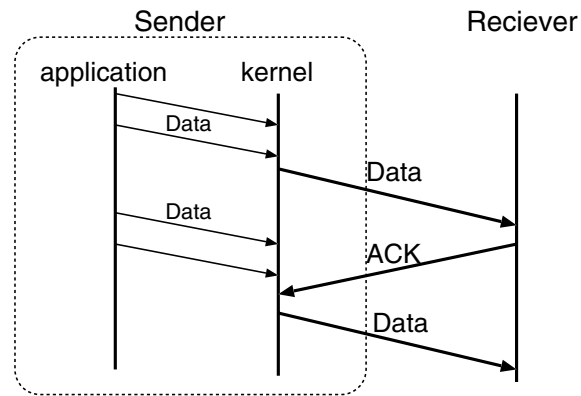 Sender
Reciever
application
kernel
Data
Data
Data
ACK
Data